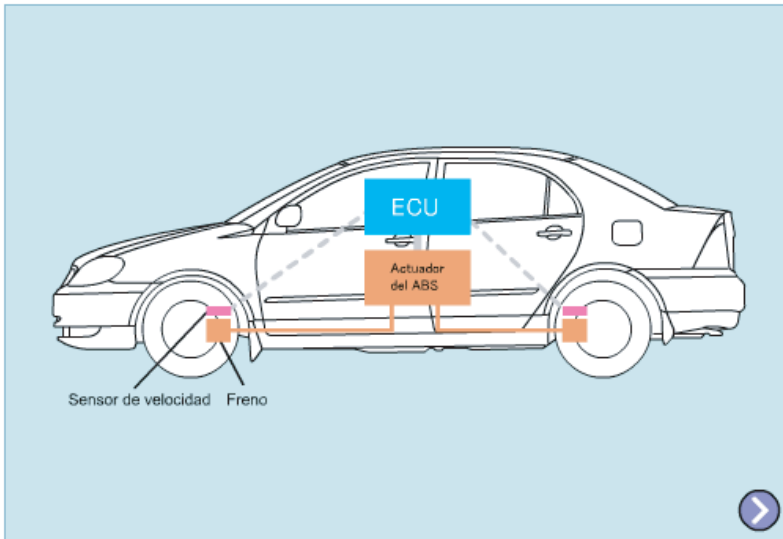 ECU
Actuador
del ABS
Sensor de velocidad
Freno